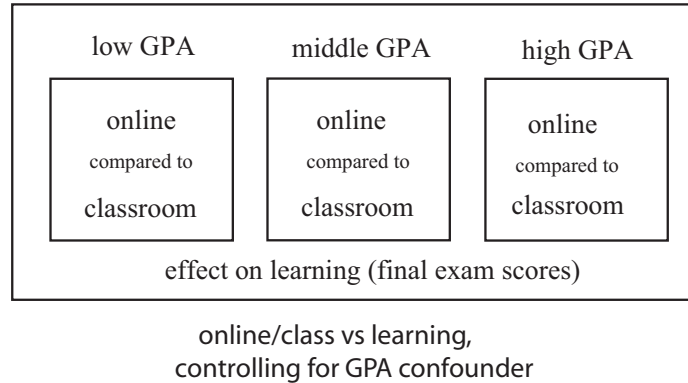 low GPA
middle GPA
high GPA
online
compared to
classroom
online
compared to
classroom
online
compared to
classroom
effect on learning (final exam scores)
online/class vs learning,
controlling for GPA confounder